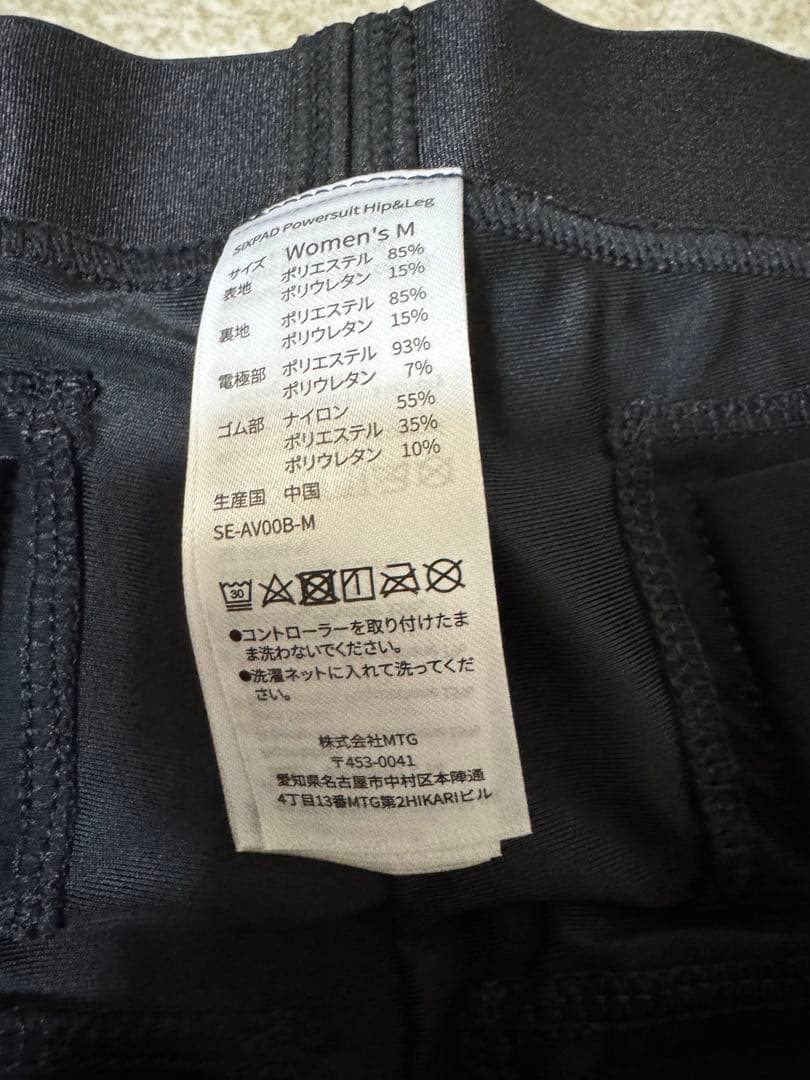 SIXPAD Powersuit Hip&Leg
サイズ Women's M
表地 ポリエステル 85%
ポリウレタン 15%
裏地 ポリエステル 85%
ポリウレタン 15%
電極部 ポリエステル 93%
ポリウレタン 7%
ゴム部 ナイロン 55%
ポリエステル 35%
ポリウレタン 10%
生産国 中国
SE-AV00B-M
30
●コントローラーを取り付けたま
ま洗わないでください。
●洗濯ネットに入れて洗ってくだ
さい。
株式会社MTG
〒453-0041
愛知県名古屋市中村区本陣通
4丁目13番MTG第2HIKARIビル